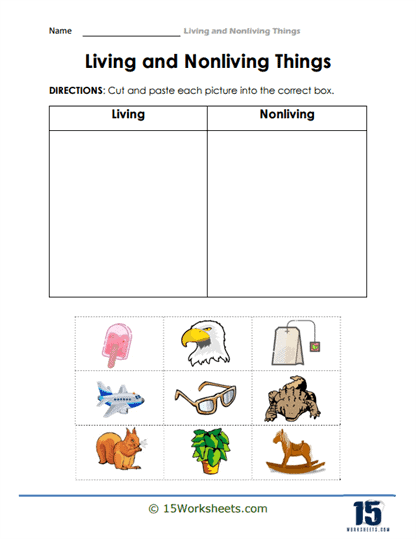 Name Living and Nonliving Things
Living and Nonliving Things
DIRECTIONS: Cut and paste each picture into the correct box.
Living Nonliving
© 15Worksheets.com
15
WORKSHEETS.COM